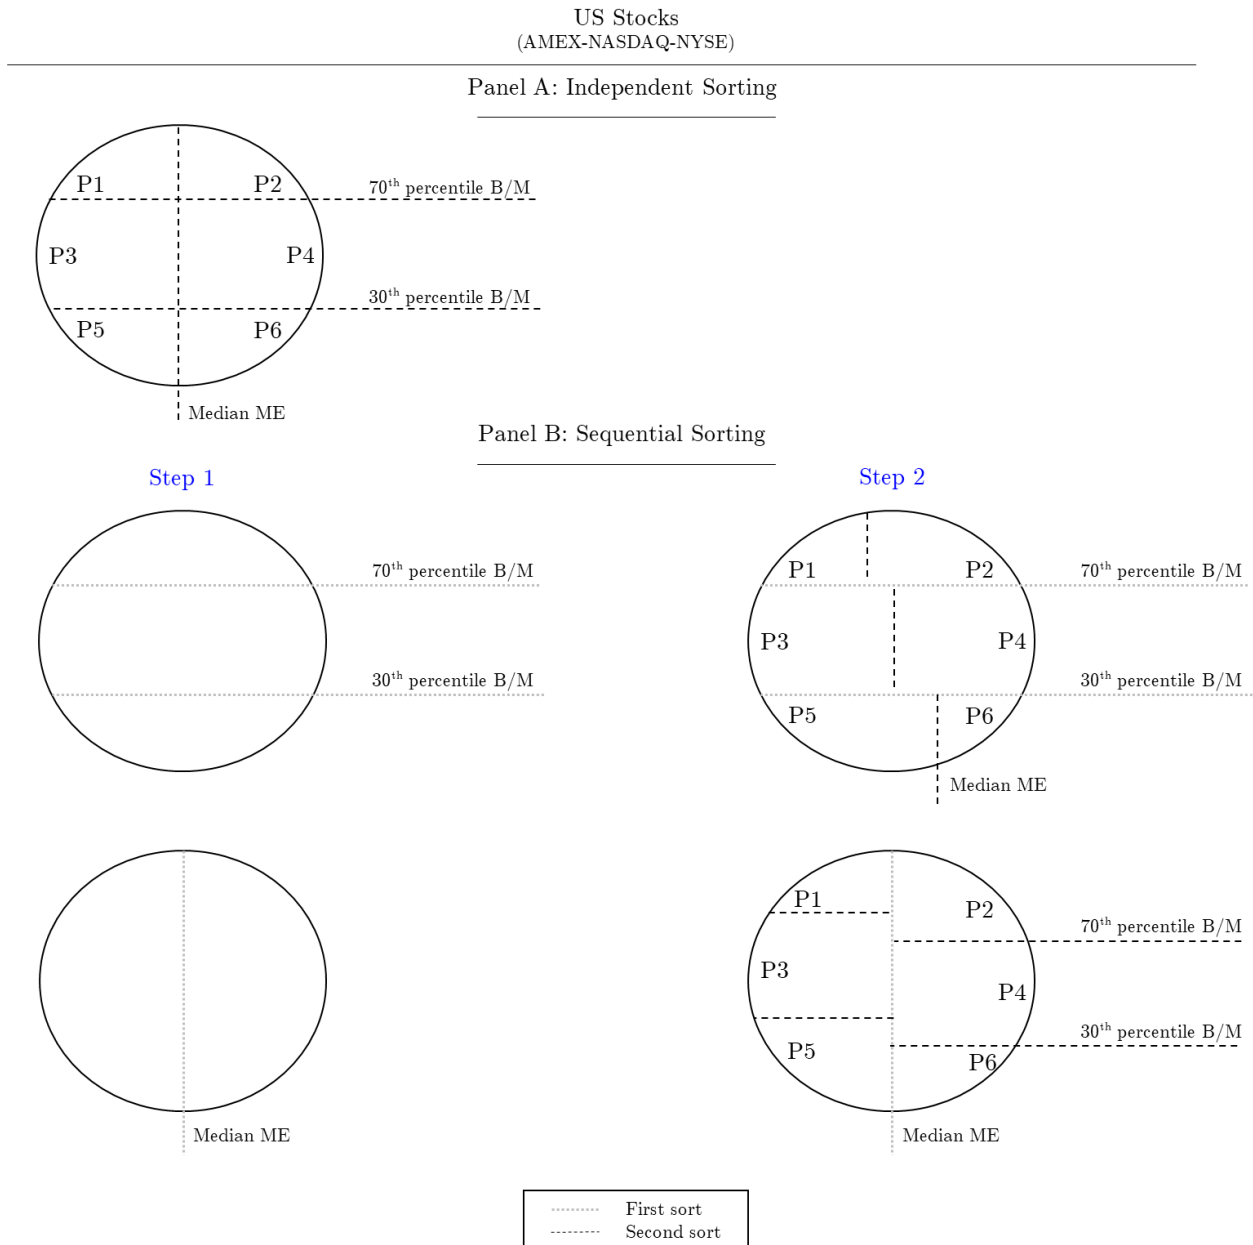 US Stocks
(AMEX-NASDAQ-NYSE)
Panel A: Independent Sorting
P1 P2 70th percentile B/M
P3 P4
30th percentile B/M
P5 P6
Median ME
Panel B: Sequential Sorting
Step 1 Step 2
70th percentile B/M P1 P2 70th percentile B/M
P3 P4
30th percentile B/M 30th percentile B/M
P5 P6
Median ME
P1 P2
70th percentile B/M
P3 P4
30th percentile B/M
P5 P6
Median ME Median ME
First sort
Second sort